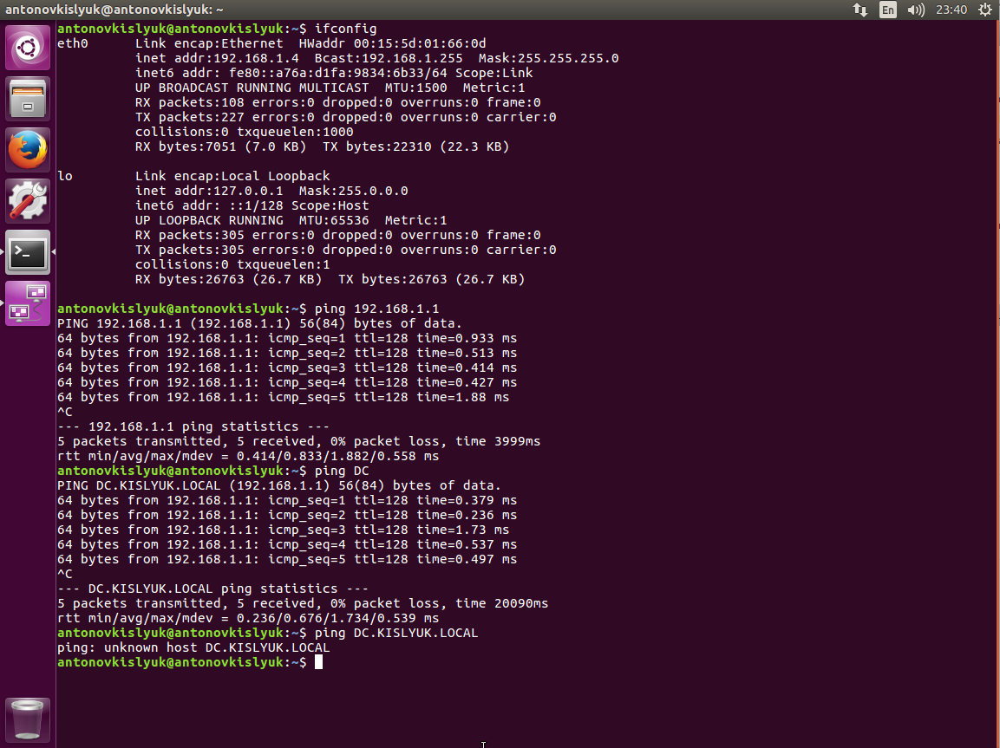 antonovkislyuk@antonovkislyuk: ~
En
23:40
antonovkislyuk@antonovkislyuk:~$ ifconfig
eth0      Link encap:Ethernet  HWaddr 00:15:5d:01:66:0d
          inet addr:192.168.1.4  Bcast:192.168.1.255  Mask:255.255.255.0
          inet6 addr: fe80::a76a:d1fa:9834:6b33/64 Scope:Link
          UP BROADCAST RUNNING MULTICAST  MTU:1500  Metric:1
          RX packets:108 errors:0 dropped:0 overruns:0 frame:0
          TX packets:227 errors:0 dropped:0 overruns:0 carrier:0
          collisions:0 txqueuelen:1000
          RX bytes:7051 (7.0 KB)  TX bytes:22310 (22.3 KB)

lo        Link encap:Local Loopback
          inet addr:127.0.0.1  Mask:255.0.0.0
          inet6 addr: ::1/128 Scope:Host
          UP LOOPBACK RUNNING  MTU:65536  Metric:1
          RX packets:305 errors:0 dropped:0 overruns:0 frame:0
          TX packets:305 errors:0 dropped:0 overruns:0 carrier:0
          collisions:0 txqueuelen:1
          RX bytes:26763 (26.7 KB)  TX bytes:26763 (26.7 KB)

antonovkislyuk@antonovkislyuk:~$ ping 192.168.1.1
PING 192.168.1.1 (192.168.1.1) 56(84) bytes of data.
64 bytes from 192.168.1.1: icmp_seq=1 ttl=128 time=0.933 ms
64 bytes from 192.168.1.1: icmp_seq=2 ttl=128 time=0.513 ms
64 bytes from 192.168.1.1: icmp_seq=3 ttl=128 time=0.414 ms
64 bytes from 192.168.1.1: icmp_seq=4 ttl=128 time=0.427 ms
64 bytes from 192.168.1.1: icmp_seq=5 ttl=128 time=1.88 ms
^C
--- 192.168.1.1 ping statistics ---
5 packets transmitted, 5 received, 0% packet loss, time 3999ms
rtt min/avg/max/mdev = 0.414/0.833/1.882/0.558 ms
antonovkislyuk@antonovkislyuk:~$ ping DC
PING DC.KISLYUK.LOCAL (192.168.1.1) 56(84) bytes of data.
64 bytes from 192.168.1.1: icmp_seq=1 ttl=128 time=0.379 ms
64 bytes from 192.168.1.1: icmp_seq=2 ttl=128 time=0.236 ms
64 bytes from 192.168.1.1: icmp_seq=3 ttl=128 time=1.73 ms
64 bytes from 192.168.1.1: icmp_seq=4 ttl=128 time=0.537 ms
64 bytes from 192.168.1.1: icmp_seq=5 ttl=128 time=0.497 ms
^C
--- DC.KISLYUK.LOCAL ping statistics ---
5 packets transmitted, 5 received, 0% packet loss, time 20090ms
rtt min/avg/max/mdev = 0.236/0.676/1.734/0.539 ms
antonovkislyuk@antonovkislyuk:~$ ping DC.KISLYUK.LOCAL
ping: unknown host DC.KISLYUK.LOCAL
antonovkislyuk@antonovkislyuk:~$